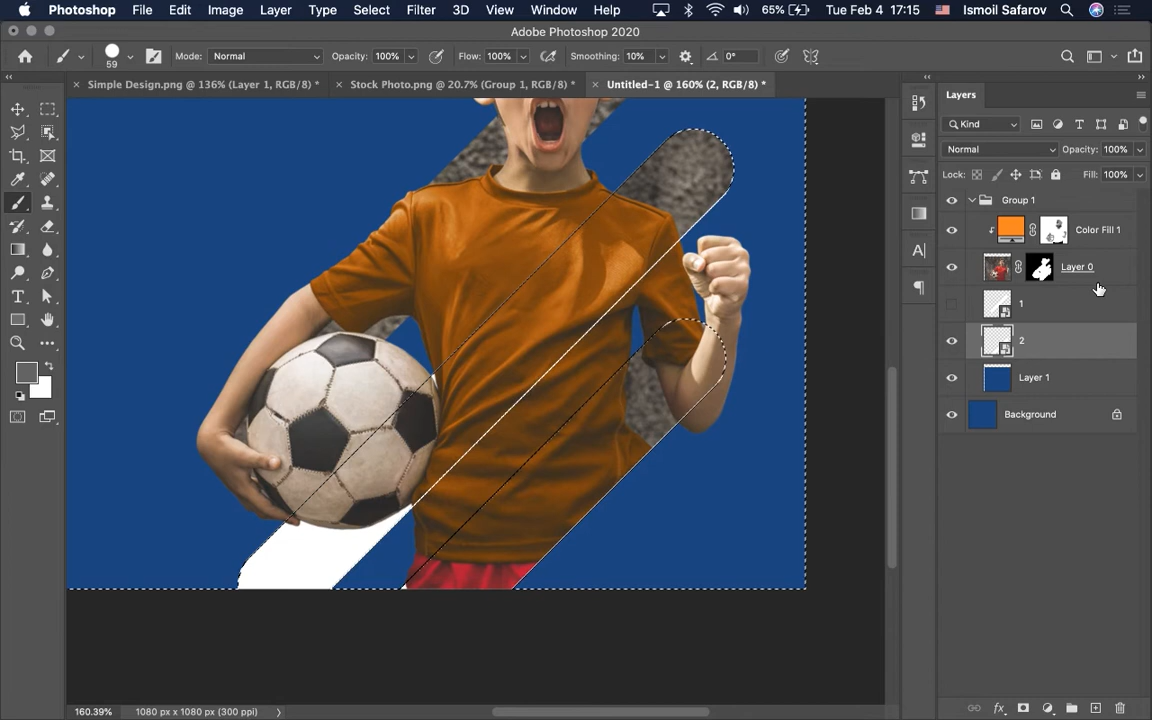 Photoshop File Edit Image Layer Type Select Filter 3D View Window Help 65% Tue Feb 4 17:15 Ismoil Safarov
Adobe Photoshop 2020
59 Mode: Normal Opacity: 100% Flow: 100% Smoothing: 10% 0°
Simple Design.png @ 136% (Layer 1, RGB/8) * Stock Photo.png @ 20.7% (Group 1, RGB/8) * Untitled-1 @ 160% (2, RGB/8) *
Layers
Kind
Normal Opacity: 100%
Lock: Fill: 100%
Group 1
Color Fill 1
Layer 0
1
2
Layer 1
Background
160.39% 1080 px x 1080 px (300 ppi)